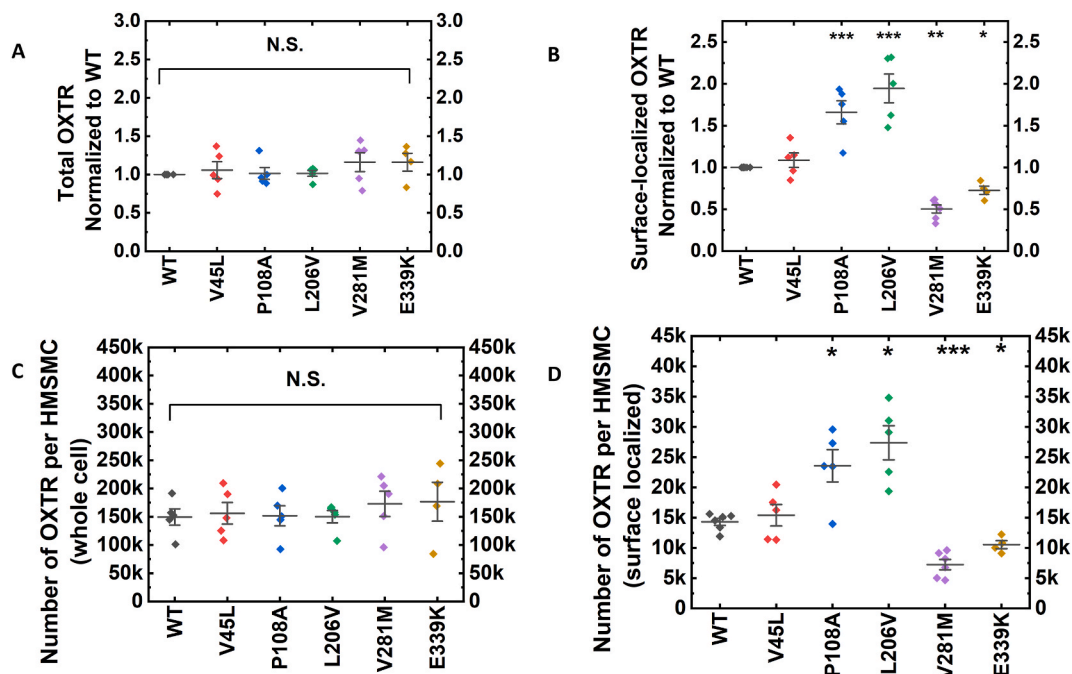 A
Total OXTR
Normalized to WT
3.0 3.0
2.5 2.5
2.0 2.0
1.5 1.5
1.0 1.0
0.5 0.5
0.0 0.0
N.S.
WT V45L P108A L206V V281M E339K
B
Surface-localized OXTR
Normalized to WT
2.5 2.5
2.0 2.0
1.5 1.5
1.0 1.0
0.5 0.5
0.0 0.0
*** *** ** *
WT V45L P108A L206V V281M E339K
C
Number of OXTR per HMSMC
(whole cell)
450k 450k
400k 400k
350k 350k
300k 300k
250k 250k
200k 200k
150k 150k
100k 100k
50k 50k
00k 00k
N.S.
WT V45L P108A L206V V281M E339K
D
Number of OXTR per HMSMC
(surface localized)
45k 45k
40k 40k
35k 35k
30k 30k
25k 25k
20k 20k
15k 15k
10k 10k
5k 5k
0k 0k
* * *** *
WT V45L P108A L206V V281M E339K